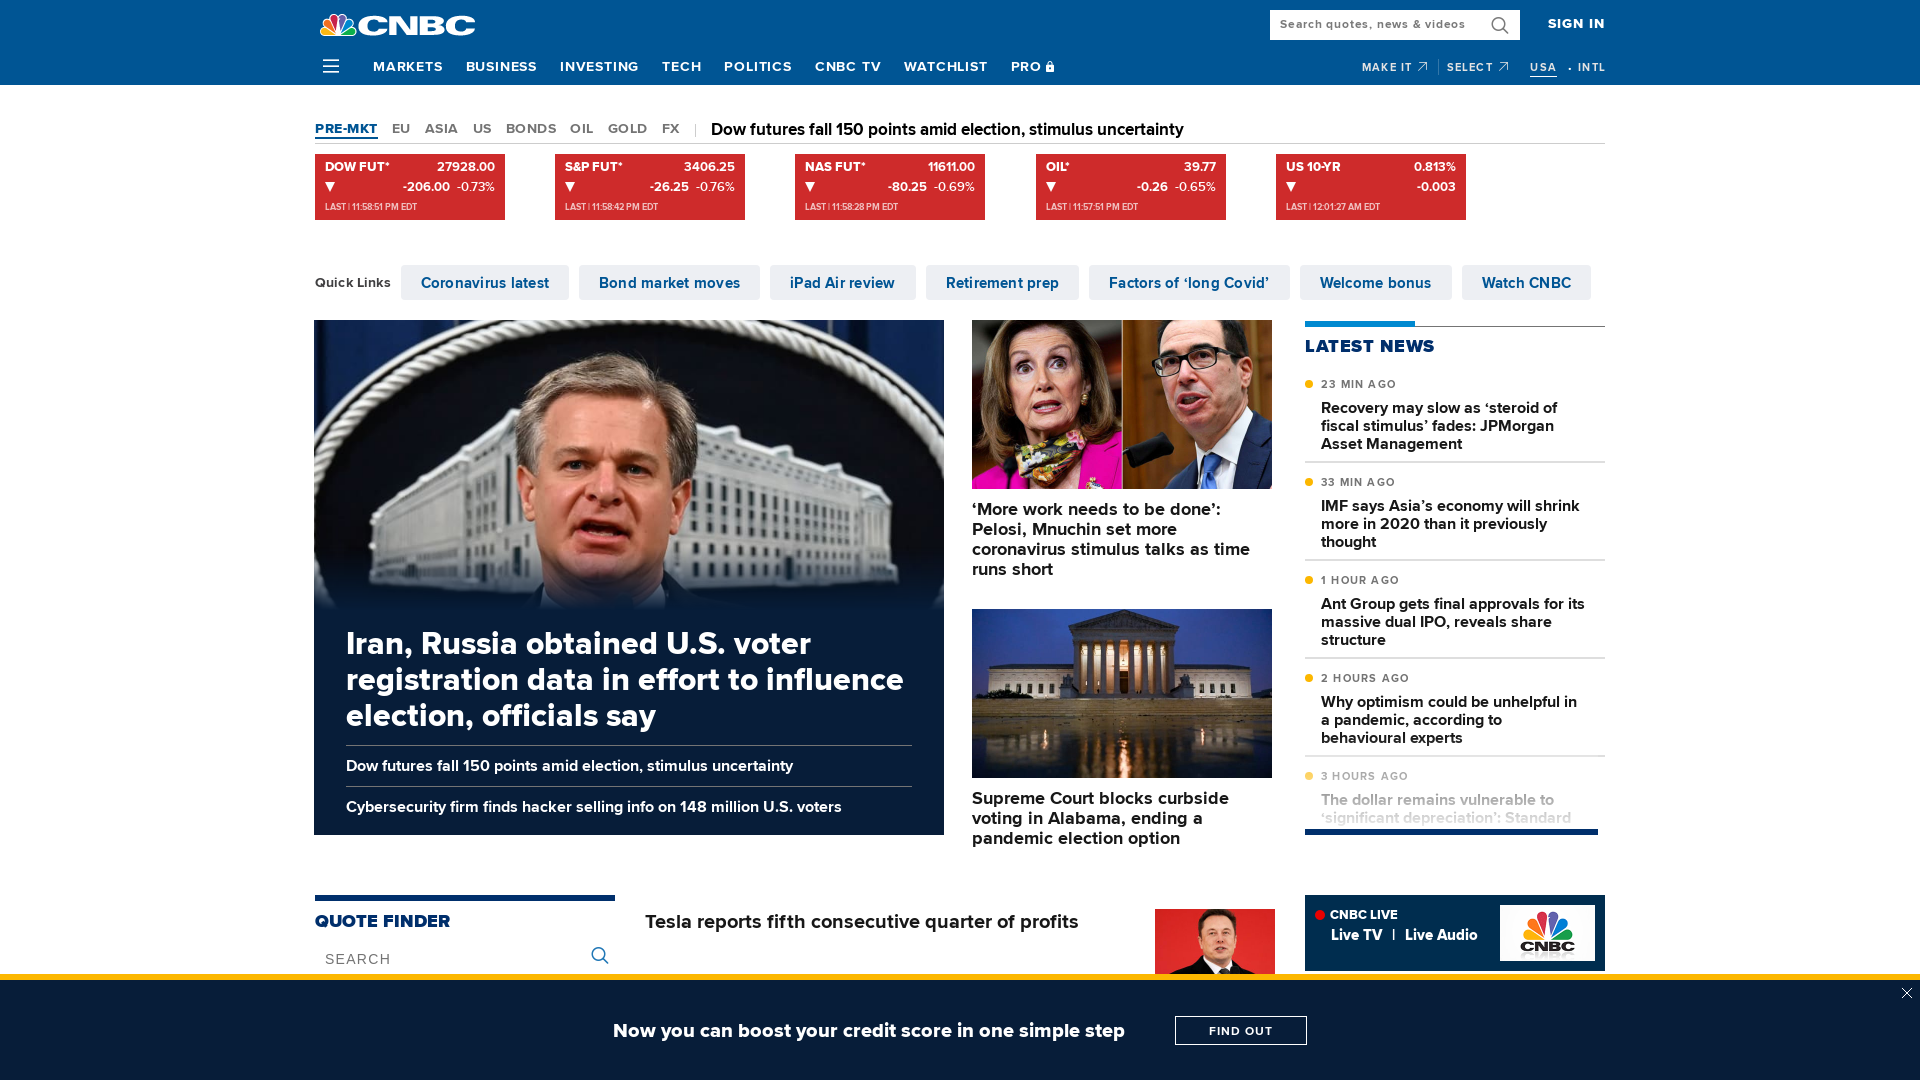 CNBC
Search quotes, news & videos
SIGN IN
MARKETS BUSINESS INVESTING TECH POLITICS CNBC TV WATCHLIST PRO
MAKE IT SELECT USA • INTL
PRE-MKT EU ASIA US BONDS OIL GOLD FX
Dow futures fall 150 points amid election, stimulus uncertainty
DOW FUT* 27928.00
-206.00 -0.73%
LAST | 11:58:51 PM EDT
S&P FUT* 3406.25
-26.25 -0.76%
LAST | 11:58:42 PM EDT
NAS FUT* 11611.00
-80.25 -0.69%
LAST | 11:58:28 PM EDT
OIL* 39.77
-0.26 -0.65%
LAST | 11:57:51 PM EDT
US 10-YR 0.813%
-0.003
LAST | 12:01:27 AM EDT
Quick Links
Coronavirus latest
Bond market moves
iPad Air review
Retirement prep
Factors of ‘long Covid’
Welcome bonus
Watch CNBC
Iran, Russia obtained U.S. voter
registration data in effort to influence
election, officials say
Dow futures fall 150 points amid election, stimulus uncertainty
Cybersecurity firm finds hacker selling info on 148 million U.S. voters
‘More work needs to be done’:
Pelosi, Mnuchin set more
coronavirus stimulus talks as time
runs short
Supreme Court blocks curbside
voting in Alabama, ending a
pandemic election option
LATEST NEWS
23 MIN AGO
Recovery may slow as ‘steroid of
fiscal stimulus’ fades: JPMorgan
Asset Management
33 MIN AGO
IMF says Asia’s economy will shrink
more in 2020 than it previously
thought
1 HOUR AGO
Ant Group gets final approvals for its
massive dual IPO, reveals share
structure
2 HOURS AGO
Why optimism could be unhelpful in
a pandemic, according to
behavioural experts
3 HOURS AGO
The dollar remains vulnerable to
‘significant depreciation’: Standard
QUOTE FINDER
SEARCH
Tesla reports fifth consecutive quarter of profits
CNBC LIVE
Live TV | Live Audio
CNBC
Now you can boost your credit score in one simple step
FIND OUT